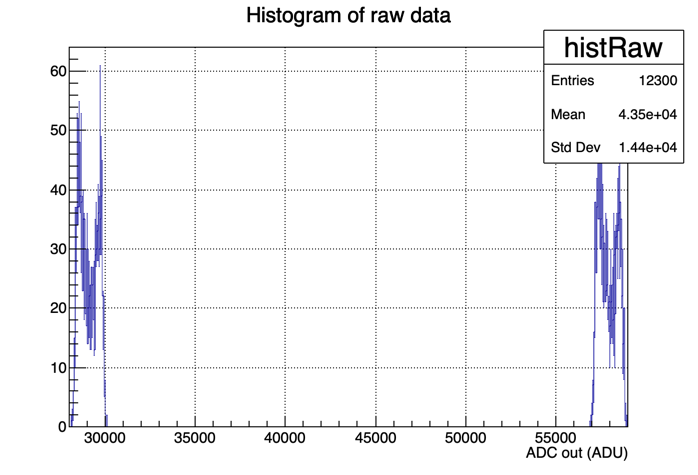 Histogram of raw data
histRaw
Entries 12300
Mean 4.35e+04
Std Dev 1.44e+04
60
50
40
30
20
10
0
30000 35000 40000 45000 50000 55000
ADC out (ADU)